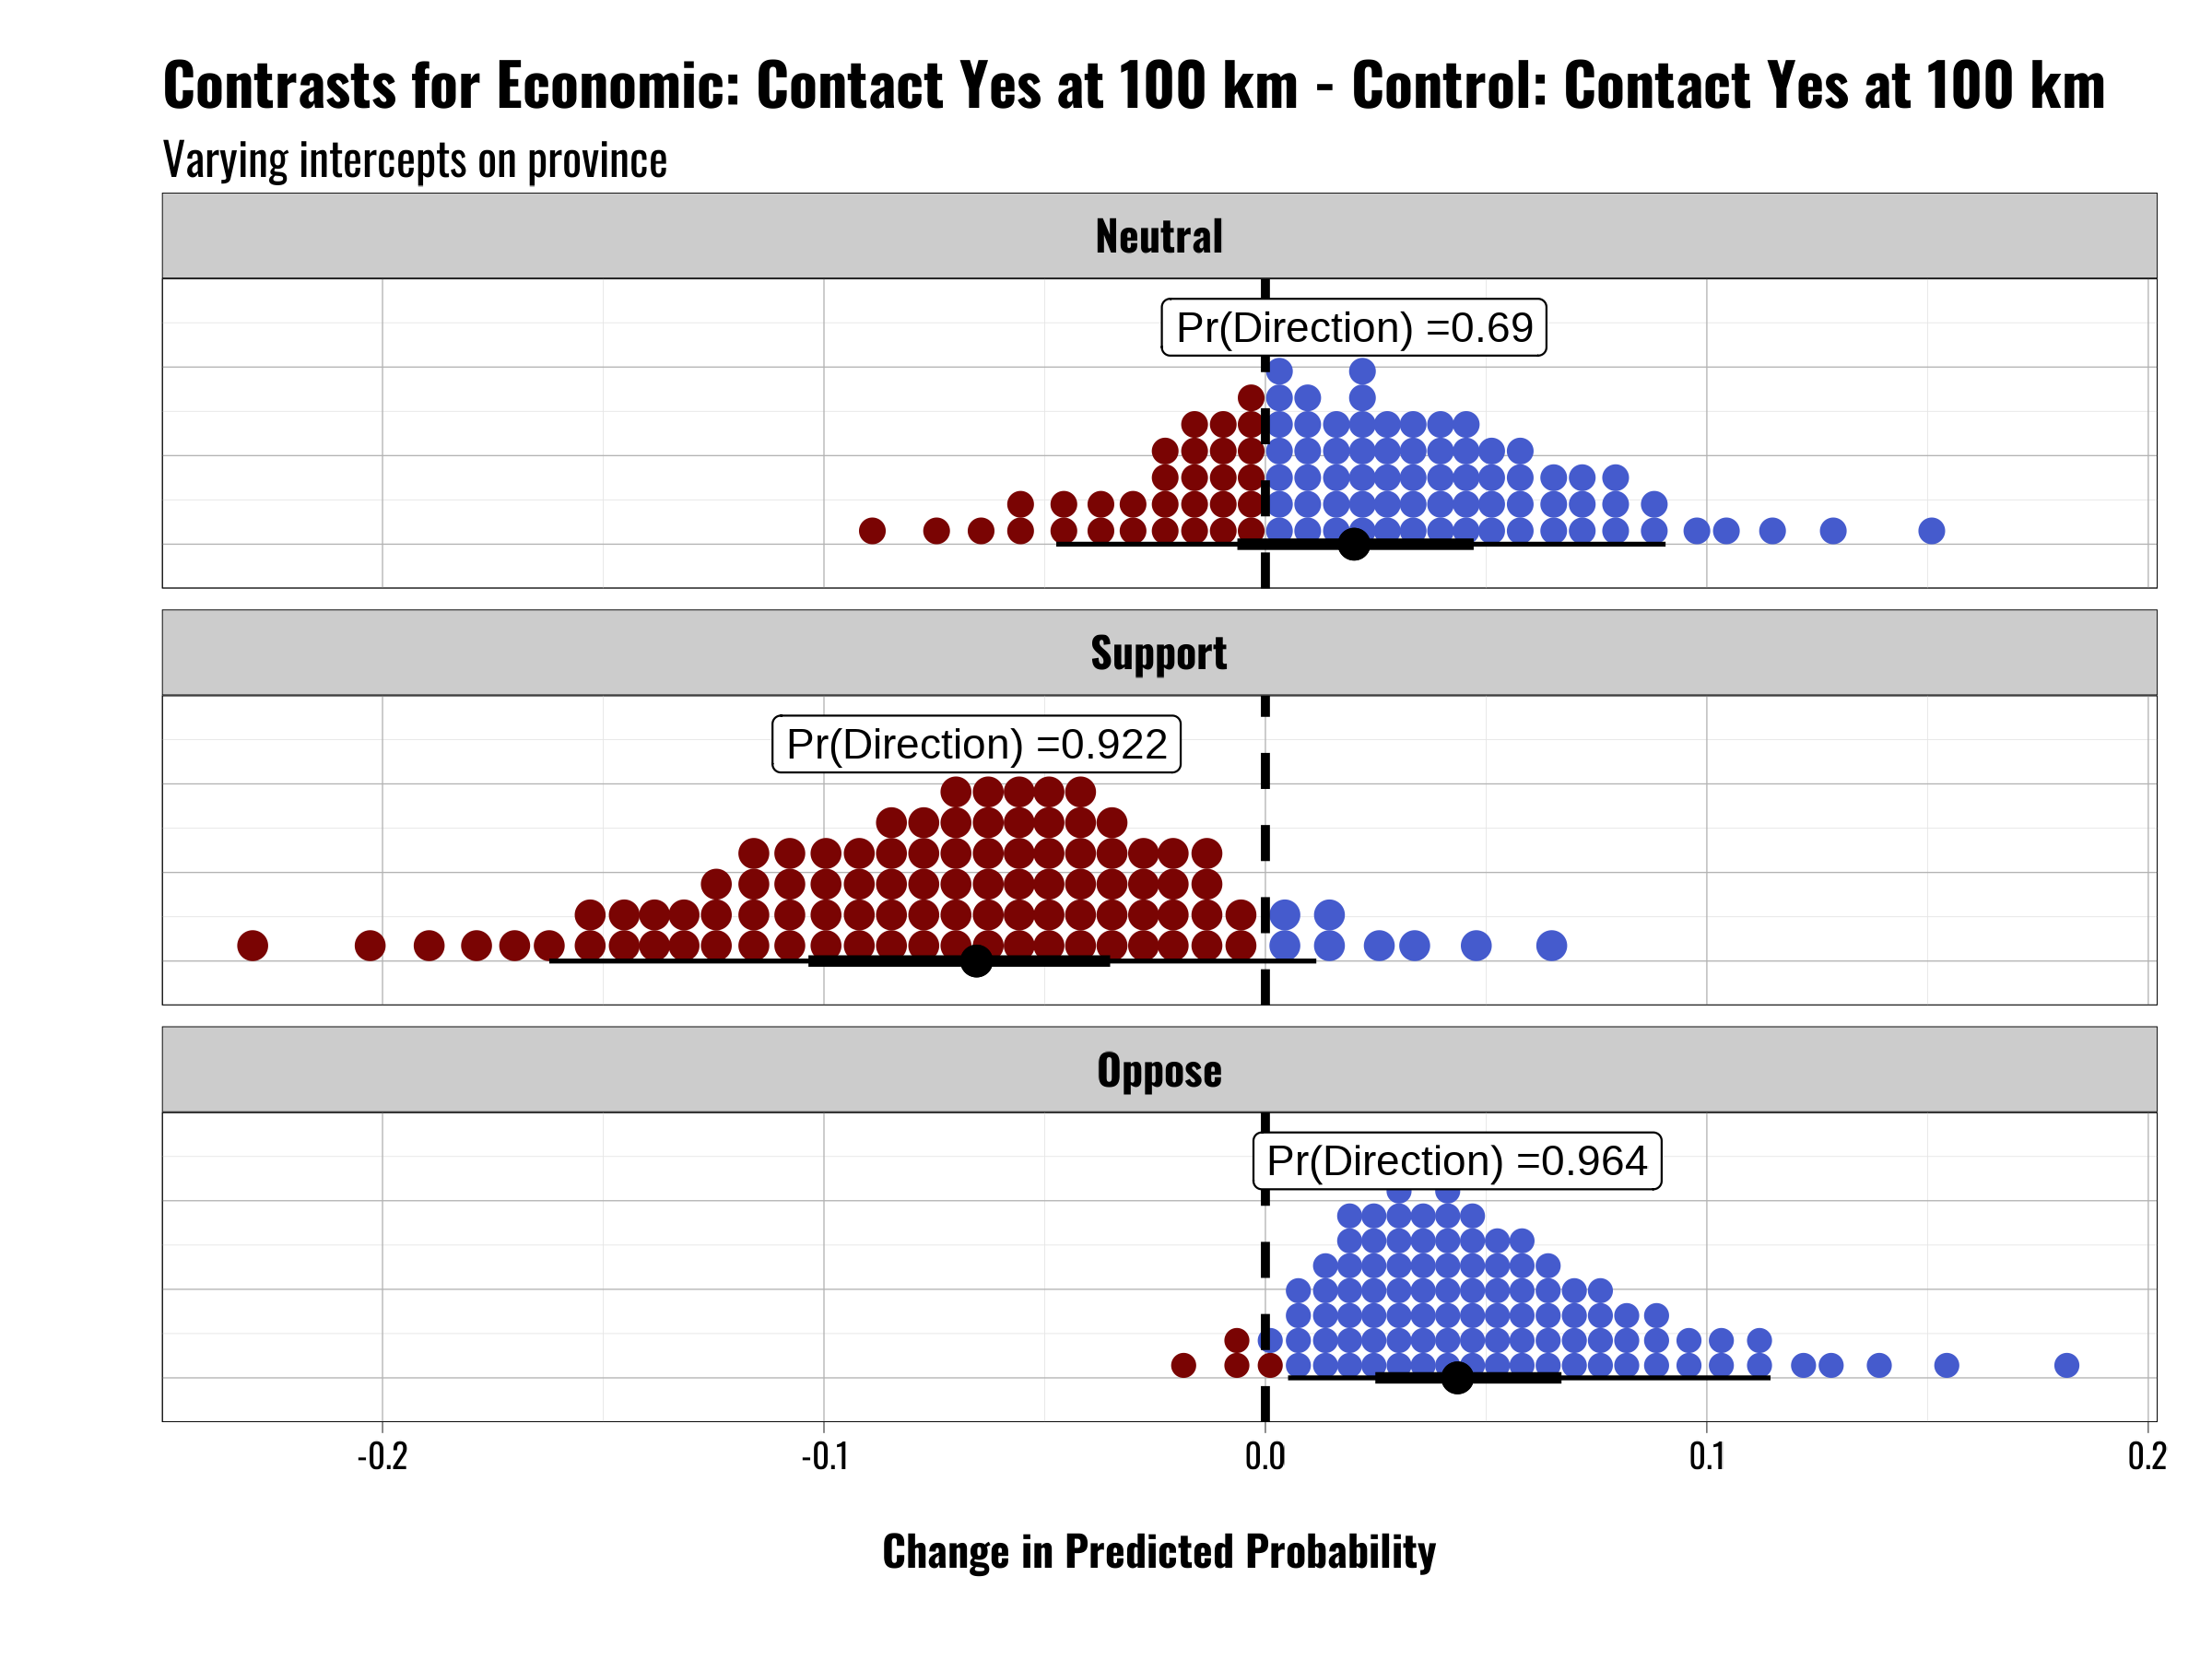 Contrasts for Economic: Contact Yes at 100 km - Control: Contact Yes at 100 km
Varying intercepts on province
Neutral
Pr(Direction) =0.69
Support
Pr(Direction) =0.922
Oppose
Pr(Direction) =0.964
-0.2 -0.1 0.0 0.1 0.2
Change in Predicted Probability